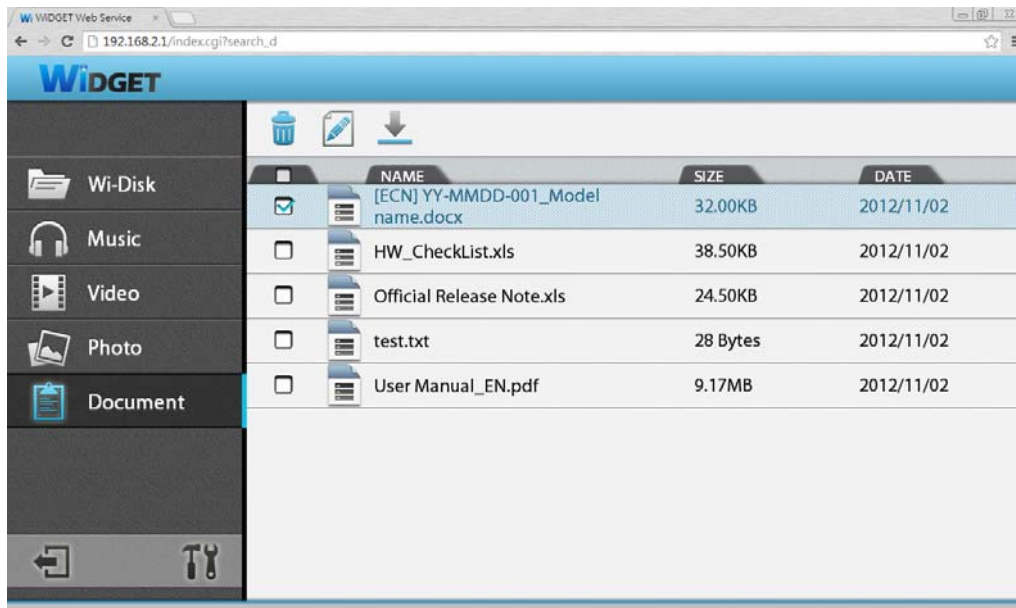 WiDGET Web Service
192.168.2.1/index.cgi?search_d
WiDGET
Wi-Disk
Music
Video
Photo
Document
NAME SIZE DATE
[ECN] YY-MMDD-001_Model
name.docx 32.00KB 2012/11/02
HW_CheckList.xls 38.50KB 2012/11/02
Official Release Note.xls 24.50KB 2012/11/02
test.txt 28 Bytes 2012/11/02
User Manual_EN.pdf 9.17MB 2012/11/02